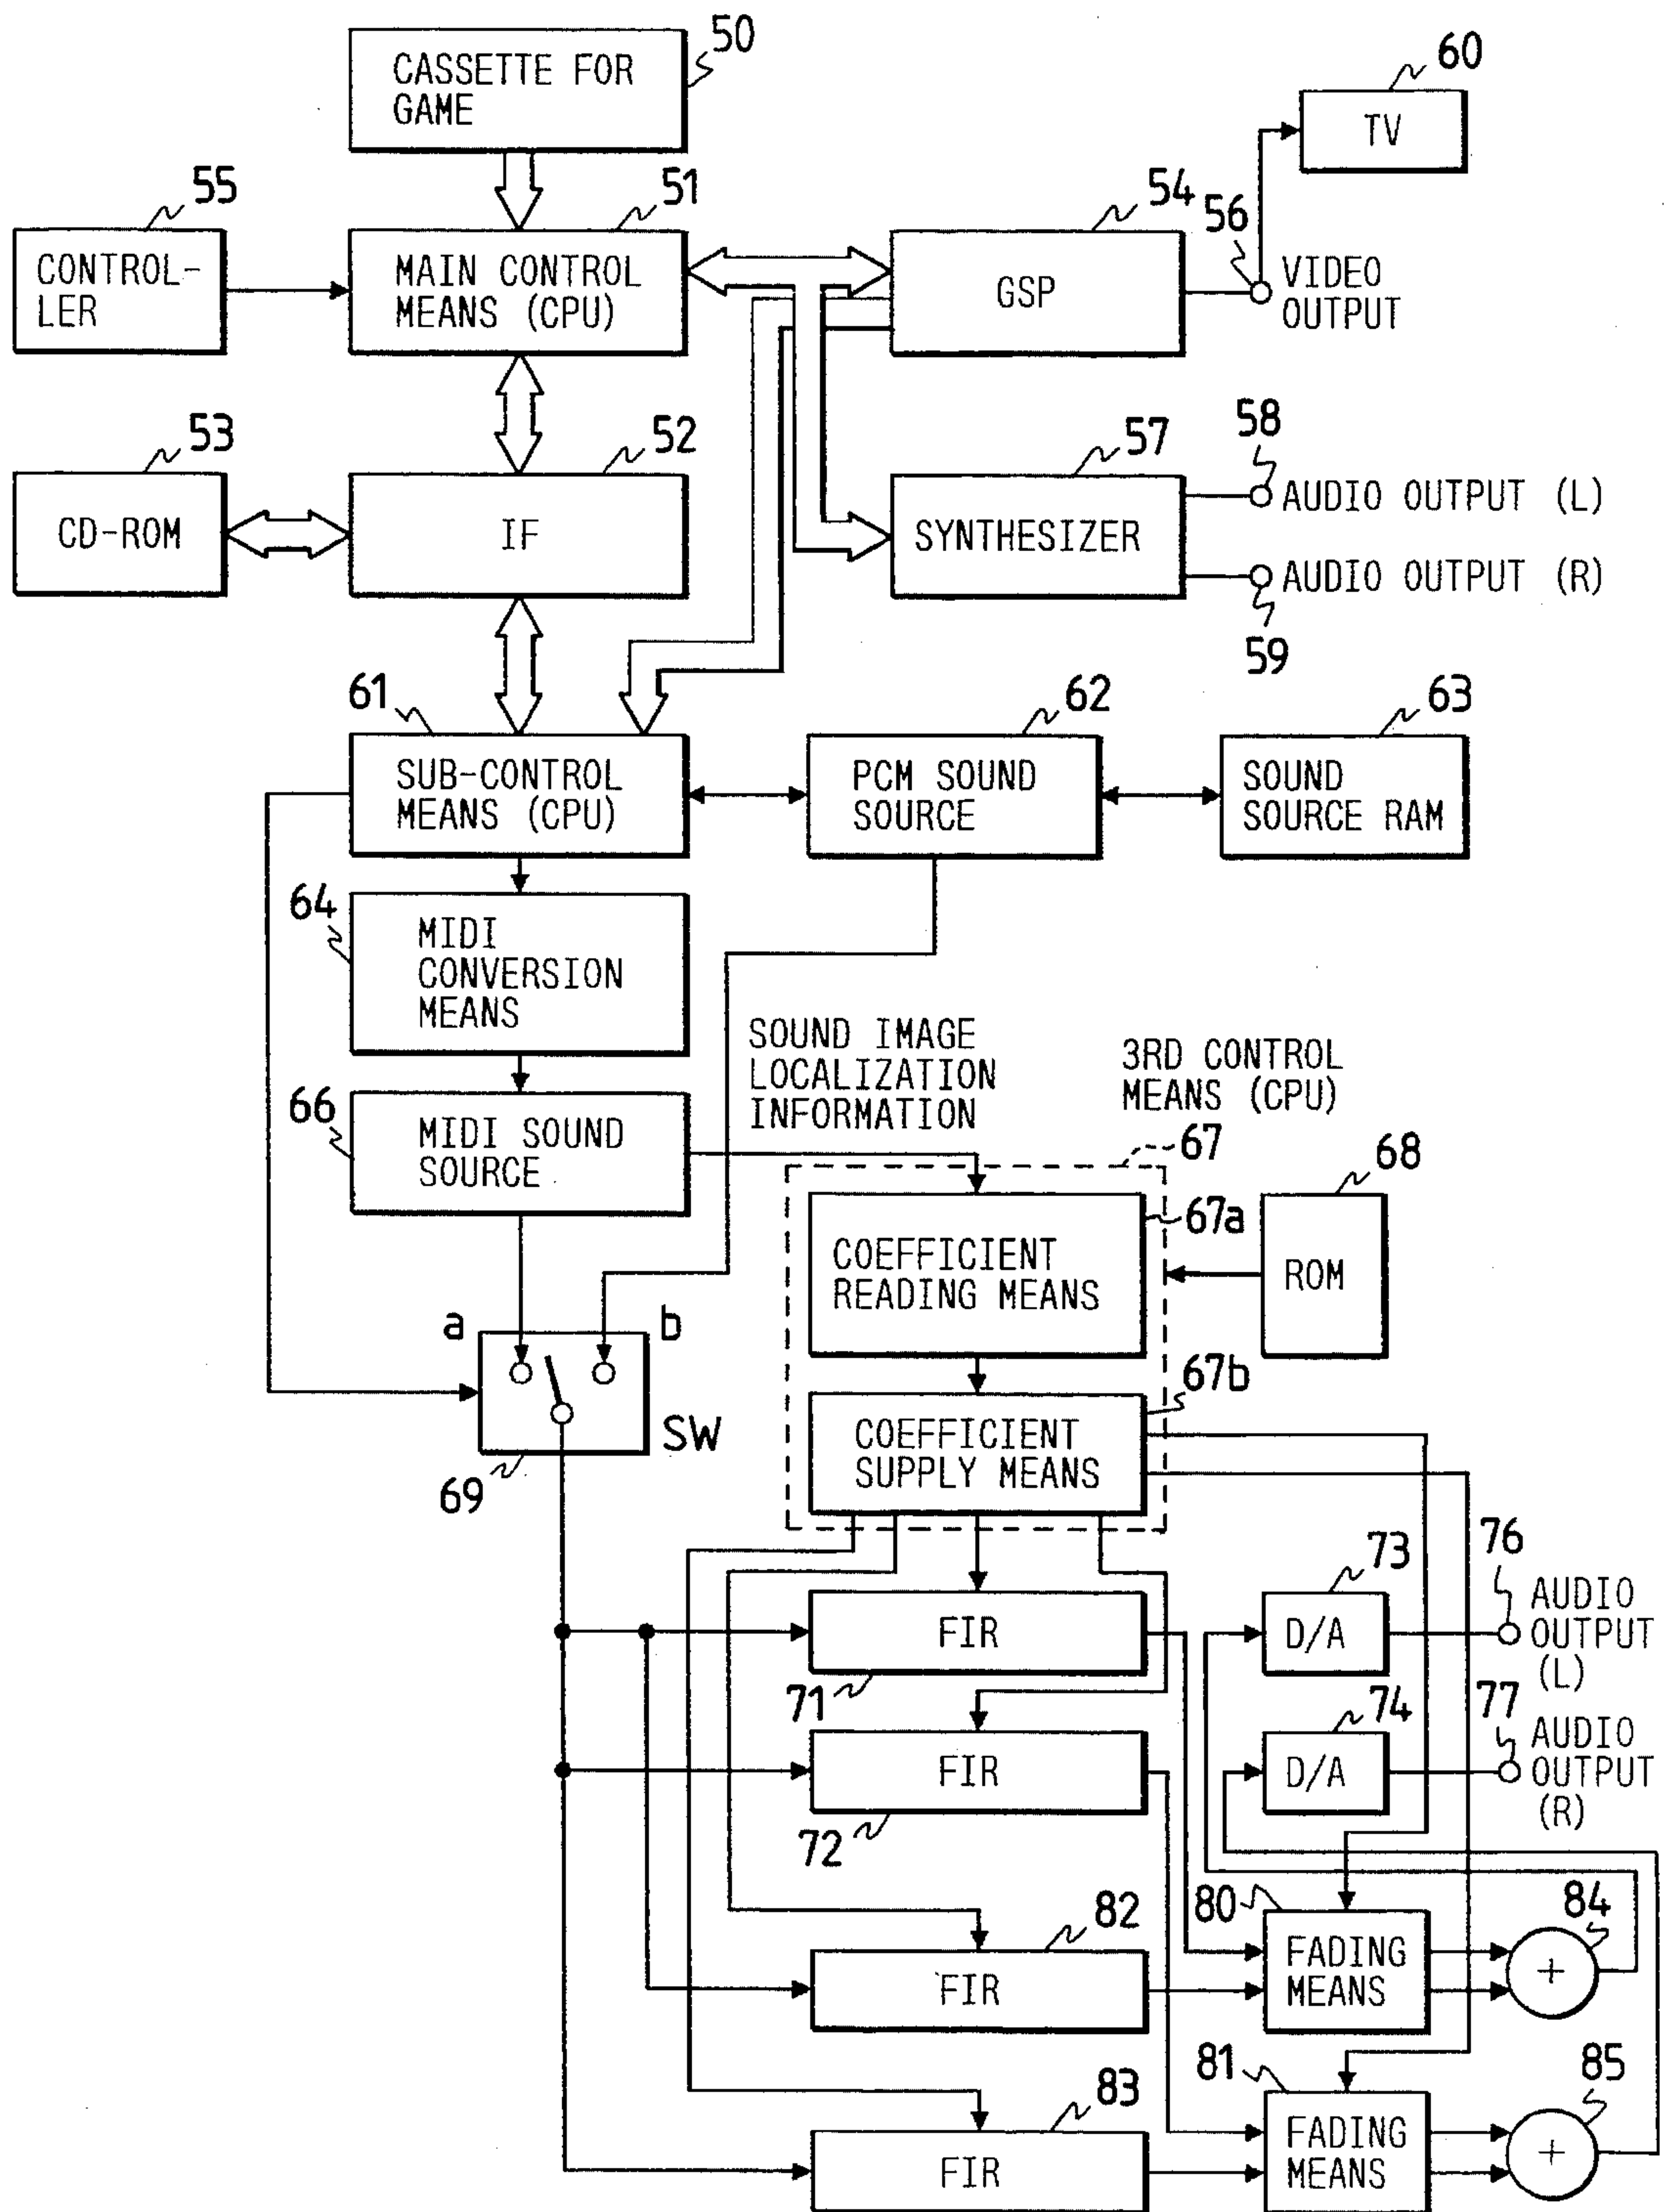 50
CASSETTE FOR
GAME
60
TV
55
51
54
56
CONTROL-
LER
MAIN CONTROL
MEANS (CPU)
GSP
VIDEO
OUTPUT
53
52
57
58
CD-ROM
IF
SYNTHESIZER
AUDIO OUTPUT (L)
AUDIO OUTPUT (R)
59
61
62
63
SUB-CONTROL
MEANS (CPU)
PCM SOUND
SOURCE
SOUND
SOURCE RAM
64
MIDI
CONVERSION
MEANS
SOUND IMAGE
LOCALIZATION
INFORMATION
3RD CONTROL
MEANS (CPU)
66
MIDI SOUND
SOURCE
67
68
67a
COEFFICIENT
READING MEANS
ROM
a
b
67b
SW
COEFFICIENT
SUPPLY MEANS
69
73
76
FIR
D/A
AUDIO
OUTPUT
(L)
71
74
77
FIR
D/A
AUDIO
OUTPUT
(R)
72
82
80
84
FIR
FADING
MEANS
+
83
81
85
FIR
FADING
MEANS
+